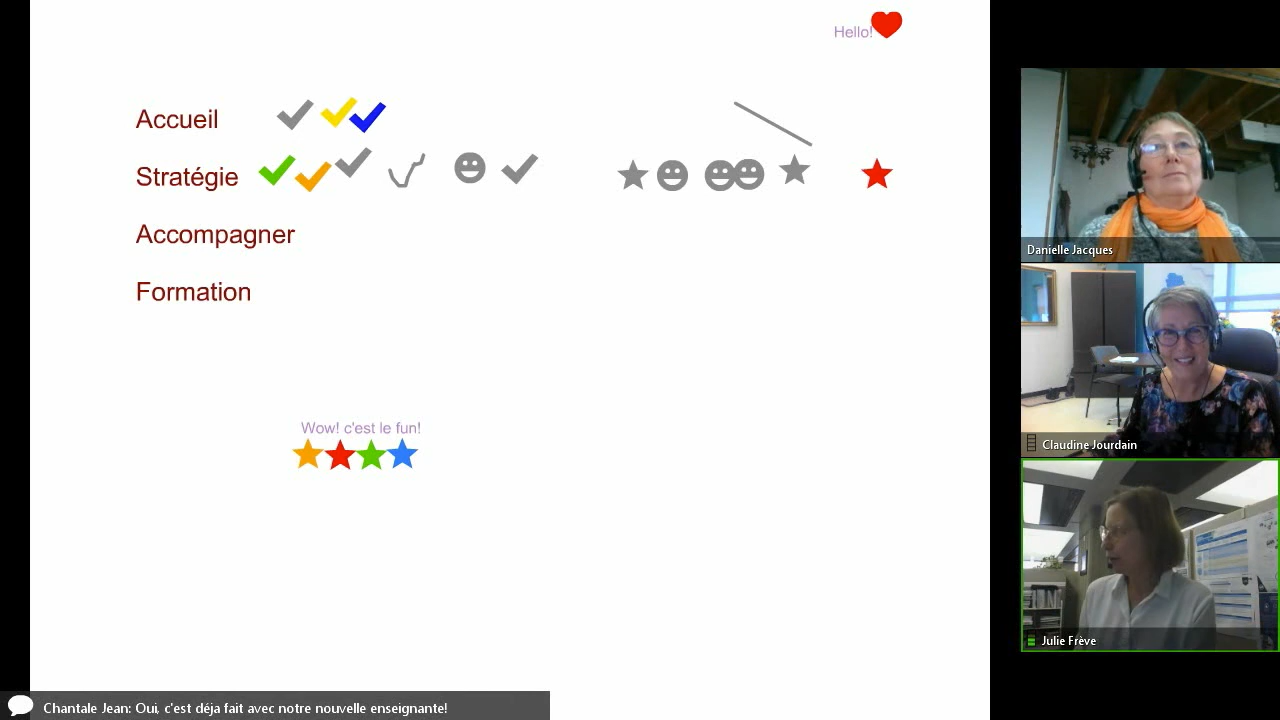 Hello!
Accueil
Stratégie
Accompagner
Formation
Wow! c'est le fun!
Danielle Jacques
Claudine Jourdain
Julie Frève
Chantale Jean: Oui, c'est déja fait avec notre nouvelle enseignante!